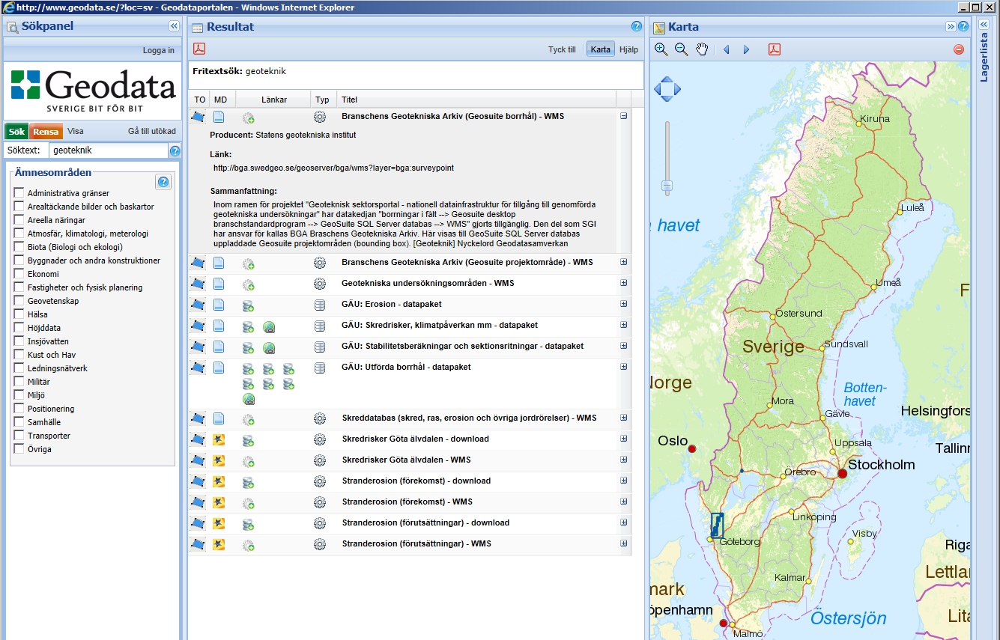 http://www.geodata.se/?loc=sv - Geodataportalen - Windows Internet Explorer
Sökpanel
Logga in
Geodata
SVERIGE BIT FÖR BIT
Sök Rensa Visa Gå till utökad
Söktext: geoteknik
Ämnesområden
Administrativa gränser
Arealtäckande bilder och baskartor
Areella näringar
Atmosfär, klimatologi, meterologi
Biota (Biologi och ekologi)
Byggnader och andra konstruktioner
Ekonomi
Fastigheter och fysisk planering
Geovetenskap
Hälsa
Höjddata
Insjövatten
Kust och Hav
Ledningsnätverk
Militär
Miljö
Positionering
Samhälle
Transporter
Övriga
Resultat
Tyck till Karta Hjälp
Fritextsök: geoteknik
TO MD Länkar Typ Titel
Branschens Geotekniska Arkiv (Geosuite borrhål) - WMS
Producent: Statens geotekniska institut
Länk:
http://bga.swedgeo.se/geoserver/bga/wms?layer=bga:surveypoint
Sammanfattning:
Inom ramen för projektet "Geoteknisk sektorsportal - nationell datainfrastruktur för tillgång till genomförda
geotekniska undersökningar" har datakedjan "borrningar i fält --> Geosuite desktop
branschstandardprogram --> GeoSuite SQL Server databas --> WMS" gjorts tillgänglig. Den del som SGI
har ansvar för kallas BGA Braschens Geotekniska Arkiv. Här visas till GeoSuite SQL Server databas
uppladdade Geosuite projektområden (bounding box). [Geoteknik] Nyckelord Geodatasamverkan
Branschens Geotekniska Arkiv (Geosuite projektområde) - WMS
Geotekniska undersökningsområden - WMS
GÄU: Erosion - datapaket
GÄU: Skredrisker, klimatpåverkan mm - datapaket
GÄU: Stabilitetsberäkningar och sektionsritningar - datapaket
GÄU: Utförda borrhål - datapaket
Skreddatabas (skred, ras, erosion och övriga jordrörelser) - WMS
Skredrisker Göta älvdalen - download
Skredrisker Göta älvdalen - WMS
Stranderosion (förekomst) - download
Stranderosion (förekomst) - WMS
Stranderosion (förutsättningar) - download
Stranderosion (förutsättningar) - WMS
Karta
Lagerlista
Kiruna
Luleå
a havet
Umeå
F
Östersund
Sverige
Sundsvall
Norge
Botten-
havet
Mora
Gävle
Helsingfors
Oslo
Uppsala
Tallinn
Stockholm
Örebro
Linköping
Visby
Göteborg
Riga
Lettlan
Kalmar
mark
öpenhamn
Östersjön
Lita
Malmö